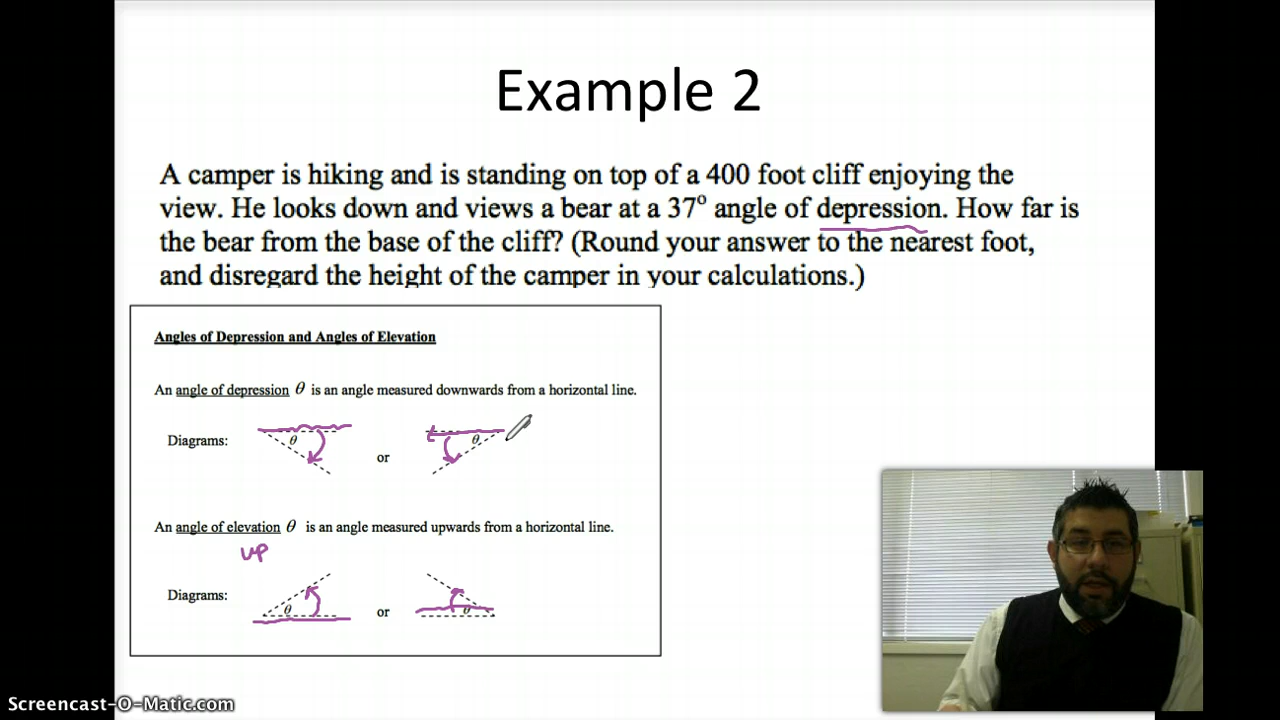 Example 2
A camper is hiking and is standing on top of a 400 foot cliff enjoying the
view. He looks down and views a bear at a 37° angle of depression. How far is
the bear from the base of the cliff? (Round your answer to the nearest foot,
and disregard the height of the camper in your calculations.)
Angles of Depression and Angles of Elevation
An angle of depression θ is an angle measured downwards from a horizontal line.
Diagrams: θ or θ
An angle of elevation θ is an angle measured upwards from a horizontal line.
up
Diagrams: θ or θ
Screencast-O-Matic.com